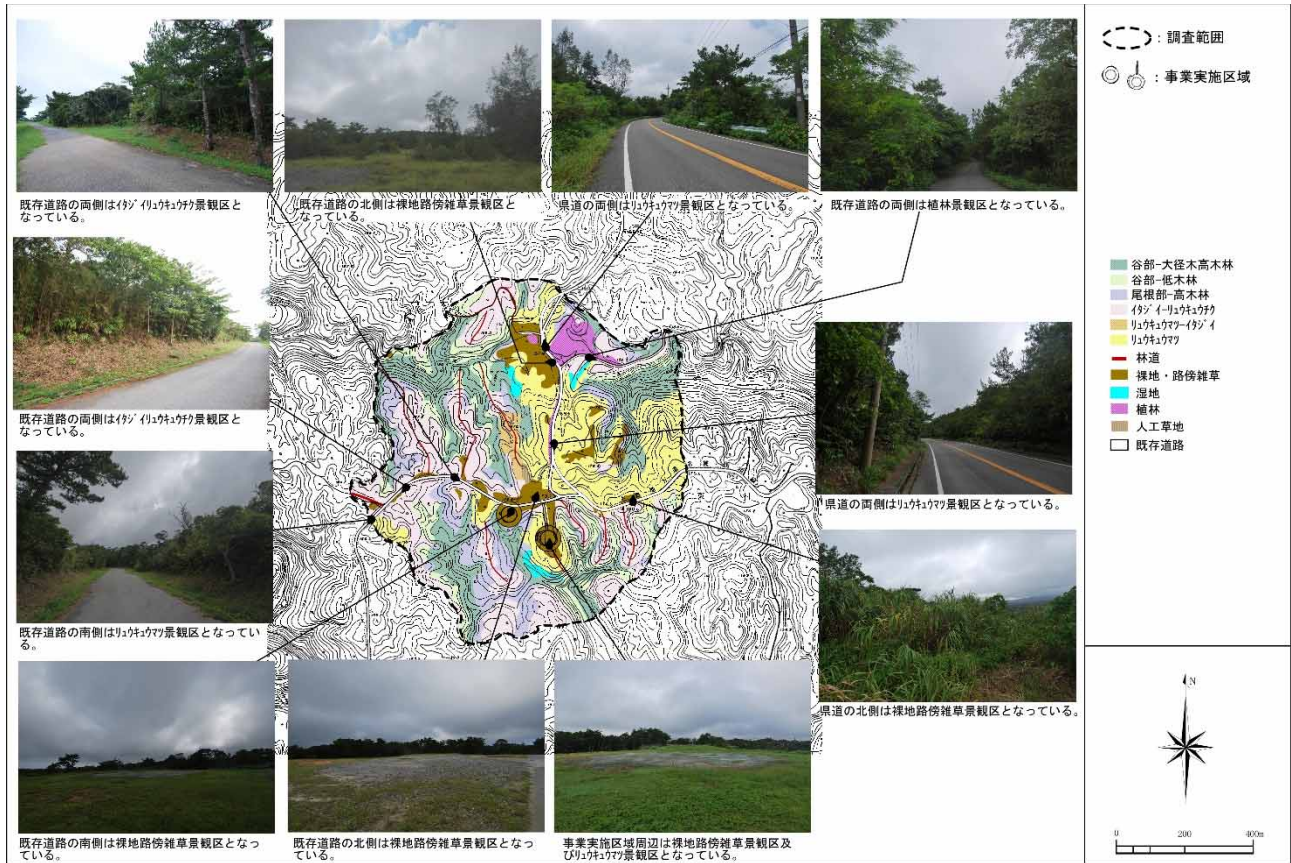 既存道路の両側はｲﾀｼﾞｲﾘｭｳｷｭｳﾁｸ景観区と
なっている。
既存道路の北側は裸地路傍雑草景観区と
なっている。
県道の両側はﾘｭｳｷｭｳﾏﾂ景観区となっている。
既存道路の両側は植林景観区となっている。
既存道路の両側はｲﾀｼﾞｲﾘｭｳｷｭｳﾁｸ景観区と
なっている。
県道の両側はﾘｭｳｷｭｳﾏﾂ景観区となっている。
既存道路の南側はﾘｭｳｷｭｳﾏﾂ景観区となってい
る。
県道の北側は裸地路傍雑草景観区となっている。
既存道路の南側は裸地路傍雑草景観区となっ
ている。
既存道路の北側は裸地路傍雑草景観区となっ
ている。
事業実施区域周辺は裸地路傍雑草景観区及
びﾘｭｳｷｭｳﾏﾂ景観区となっている。
：調査範囲
：事業実施区域
谷部-大径木高木林
谷部-低木林
尾根部-高木林
ｲﾀｼﾞｲｰﾘｭｳｷｭｳﾁｸ
ﾘｭｳｷｭｳﾏﾂｰｲﾀｼﾞｲ
ﾘｭｳｷｭｳﾏﾂ
林道
裸地・路傍雑草
湿地
植林
人工草地
既存道路
N
0 200 400m